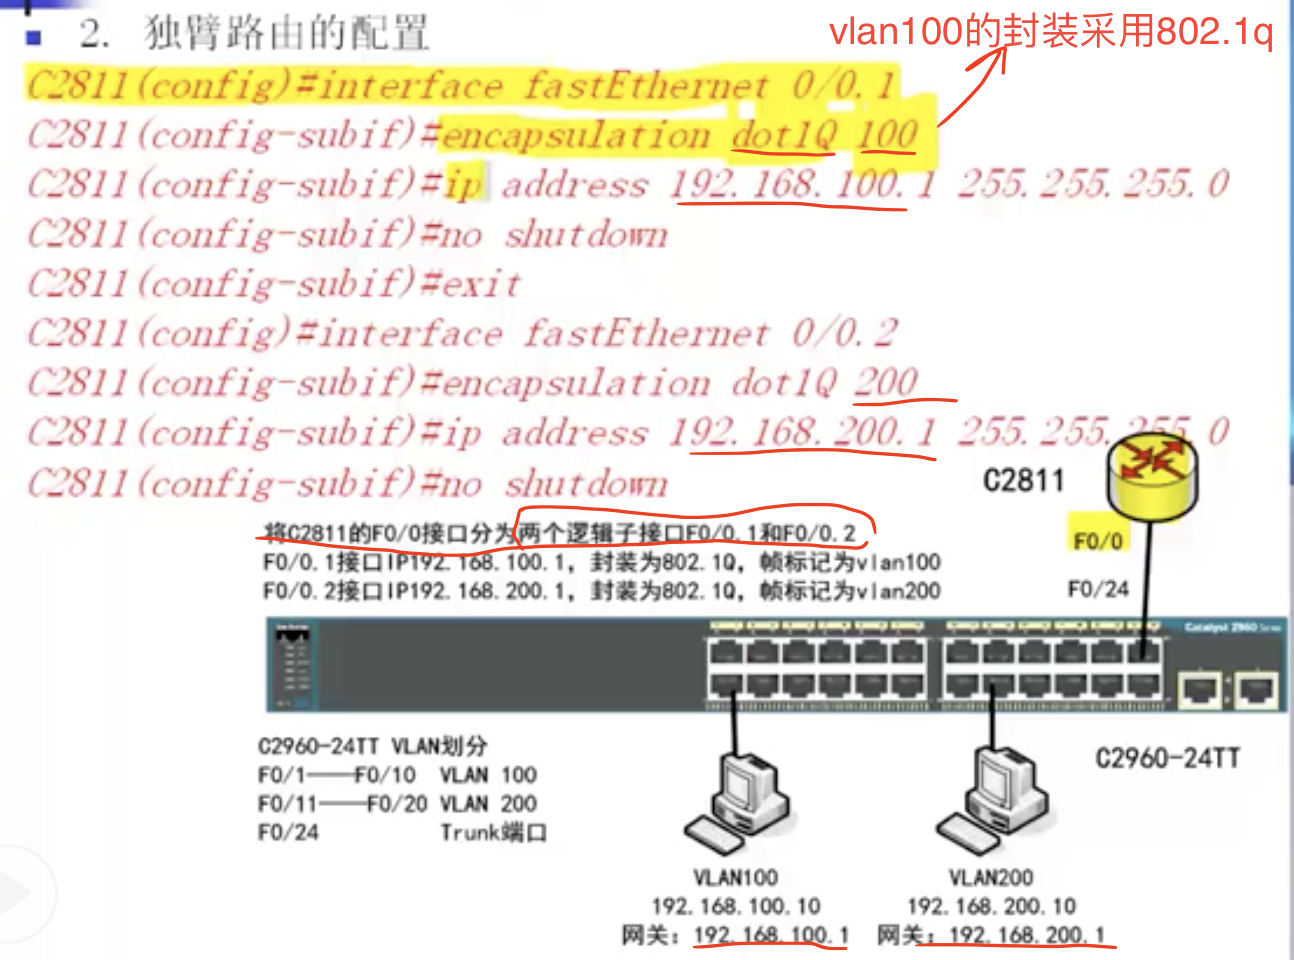 2. 独臂路由的配置
vlan100的封装采用802.1q
C2811(config)#interface fastEthernet 0/0.1
C2811(config-subif)#encapsulation dot1Q 100
C2811(config-subif)#ip address 192.168.100.1 255.255.255.0
C2811(config-subif)#no shutdown
C2811(config-subif)#exit
C2811(config)#interface fastEthernet 0/0.2
C2811(config-subif)#encapsulation dot1Q 200
C2811(config-subif)#ip address 192.168.200.1 255.255.255.0
C2811(config-subif)#no shutdown
C2811
将C2811的F0/0接口分为两个逻辑子接口F0/0.1和F0/0.2
F0/0
F0/0.1接口IP192.168.100.1，封装为802.1Q，帧标记为vlan100
F0/0.2接口IP192.168.200.1，封装为802.1Q，帧标记为vlan200
F0/24
Catalyst 2960 Series
C2960-24TT VLAN划分
F0/1——F0/10 VLAN 100
F0/11——F0/20 VLAN 200
F0/24 Trunk端口
C2960-24TT
VLAN100
192.168.100.10
网关：192.168.100.1
VLAN200
192.168.200.10
网关：192.168.200.1